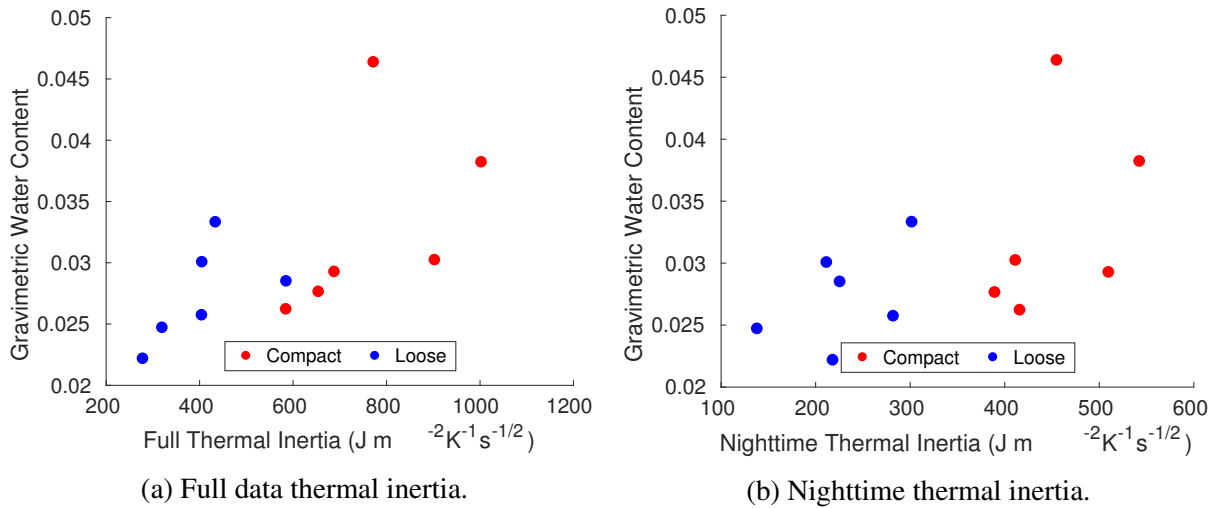 0.05
0.045
0.04
0.035
0.03
0.025
0.02
Gravimetric Water Content
Compact Loose
200 400 600 800 1000 1200
Full Thermal Inertia (J m -2K-1s-1/2)
(a) Full data thermal inertia.
0.05
0.045
0.04
0.035
0.03
0.025
0.02
Gravimetric Water Content
Compact Loose
100 200 300 400 500 600
Nighttime Thermal Inertia (J m -2K-1s-1/2)
(b) Nighttime thermal inertia.